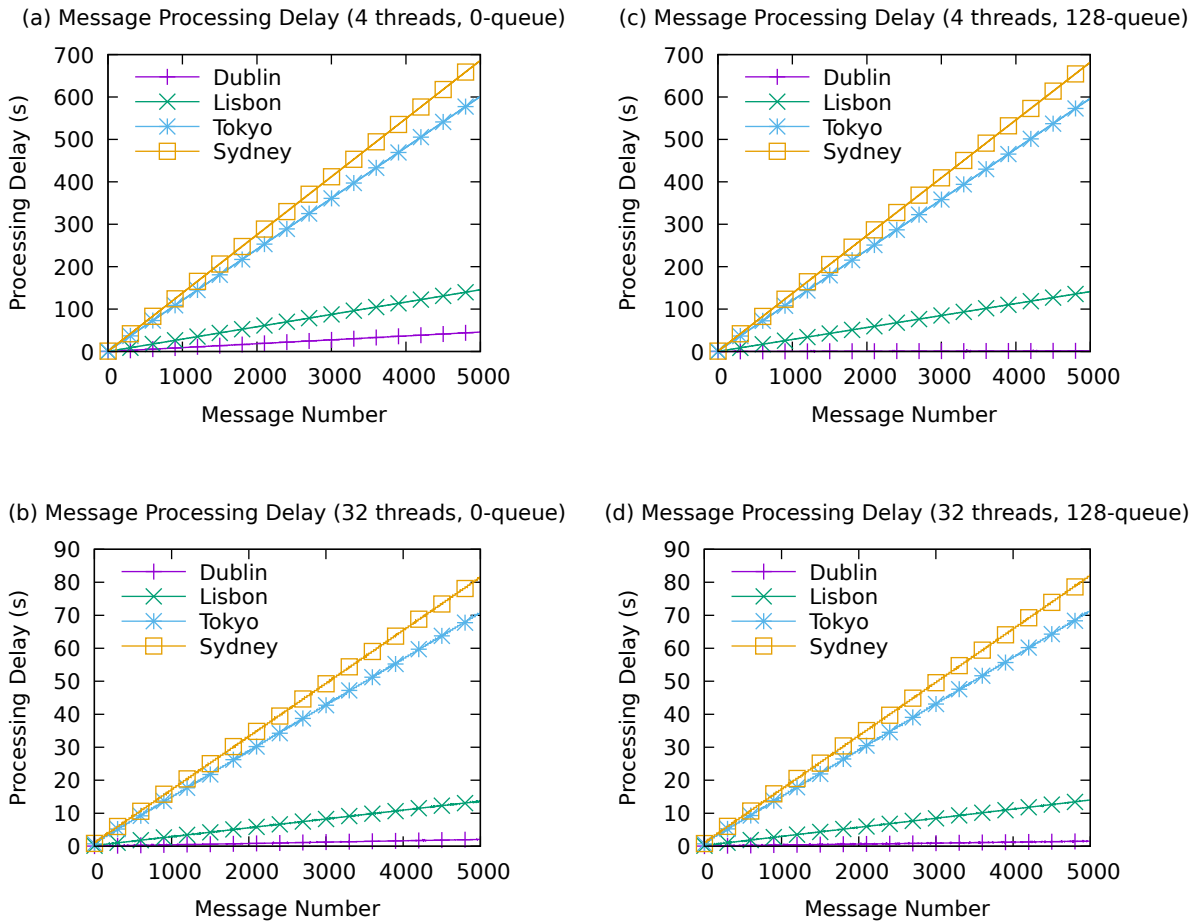 (a) Message Processing Delay (4 threads, 0-queue)
Processing Delay (s)
700
600
500
400
300
200
100
0
Dublin
Lisbon
Tokyo
Sydney
0 1000 2000 3000 4000 5000
Message Number
(c) Message Processing Delay (4 threads, 128-queue)
Processing Delay (s)
700
600
500
400
300
200
100
0
Dublin
Lisbon
Tokyo
Sydney
0 1000 2000 3000 4000 5000
Message Number
(b) Message Processing Delay (32 threads, 0-queue)
Processing Delay (s)
90
80
70
60
50
40
30
20
10
0
Dublin
Lisbon
Tokyo
Sydney
0 1000 2000 3000 4000 5000
Message Number
(d) Message Processing Delay (32 threads, 128-queue)
Processing Delay (s)
90
80
70
60
50
40
30
20
10
0
Dublin
Lisbon
Tokyo
Sydney
0 1000 2000 3000 4000 5000
Message Number